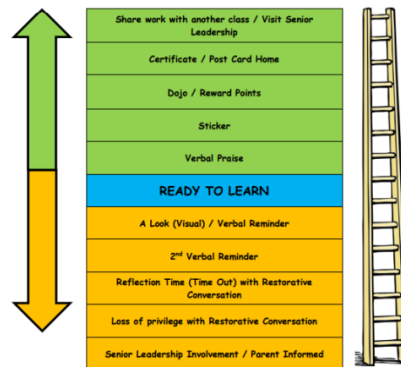 Share work with another class / Visit Senior
Leadership
Certificate / Post Card Home
Dojo / Reward Points
Sticker
Verbal Praise
READY TO LEARN
A Look (Visual) / Verbal Reminder
2nd Verbal Reminder
Reflection Time (Time Out) with Restorative
Conversation
Loss of privilege with Restorative Conversation
Senior Leadership Involvement / Parent Informed